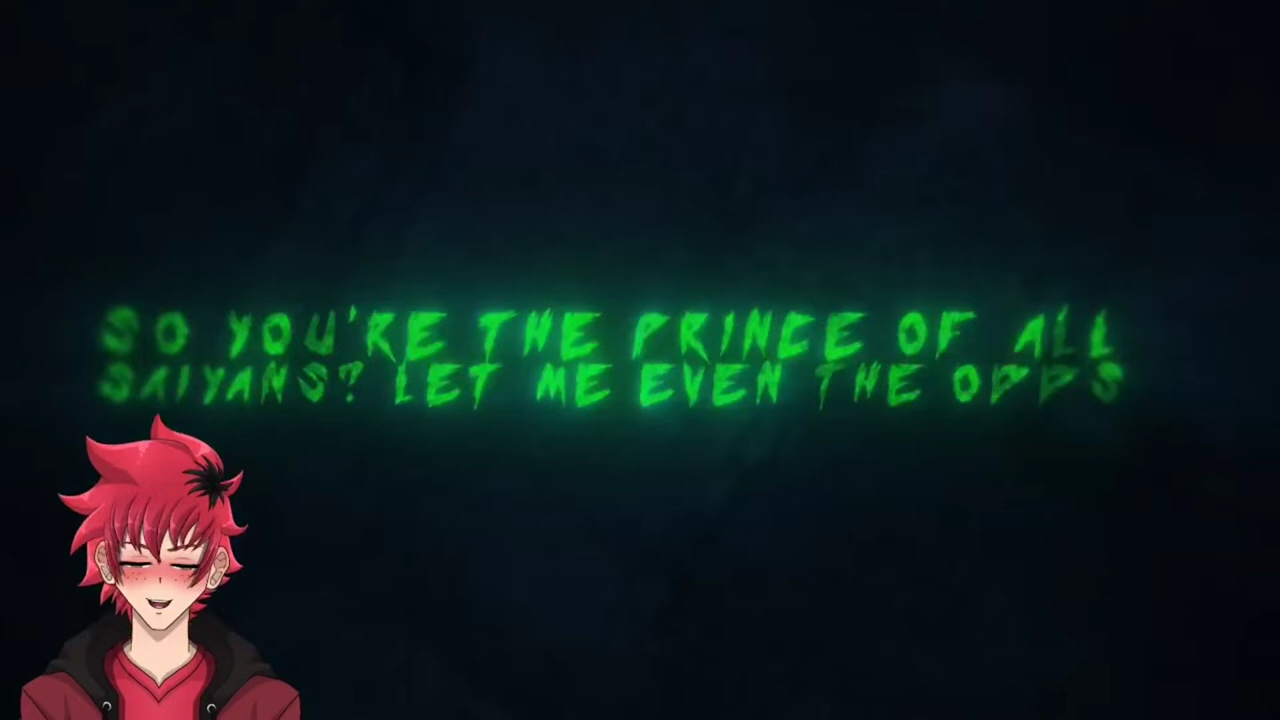 SO YOU'RE THE PRINCE OF ALL
SAIYANS? LET ME EVEN THE ODDS